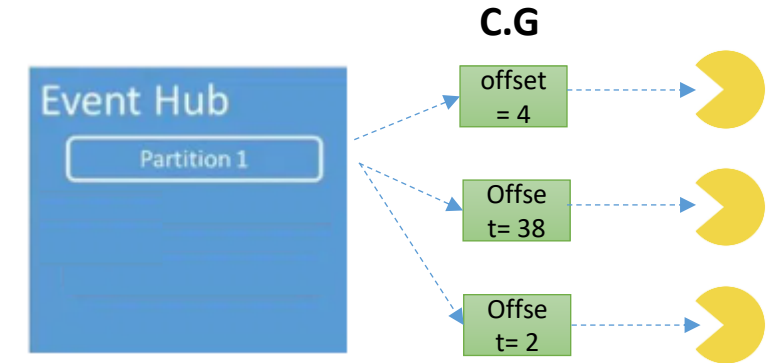 C.G
Event Hub
Partition 1
offset
= 4
Offse
t= 38
Offse
t= 2